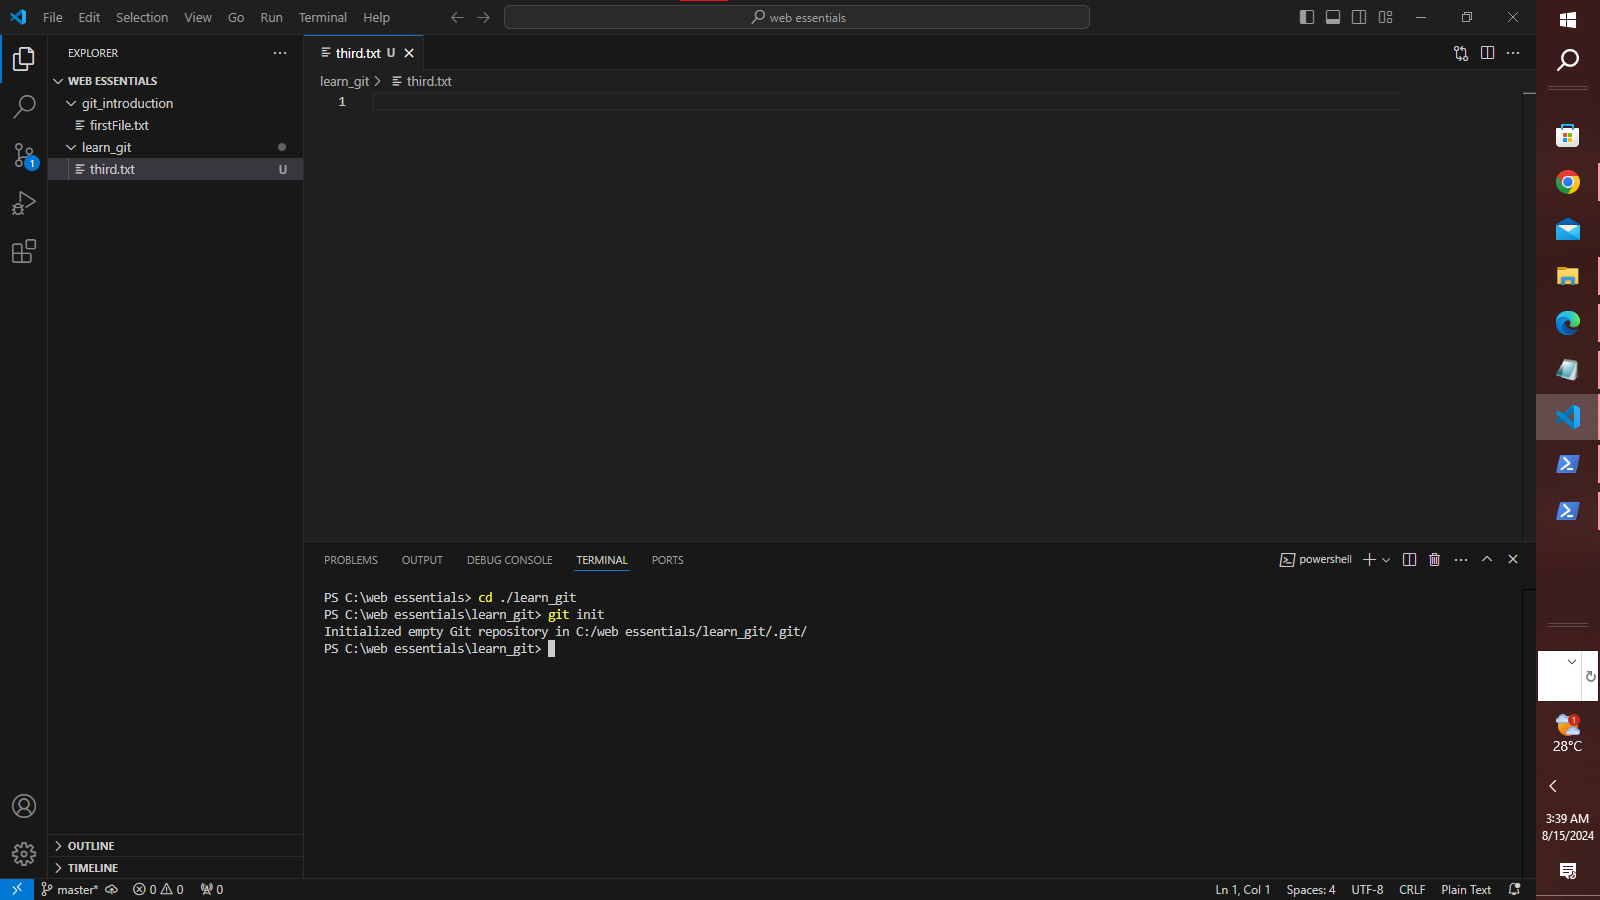 File Edit Selection View Go Run Terminal Help
web essentials
EXPLORER
WEB ESSENTIALS
git_introduction
firstFile.txt
learn_git
third.txt U
1
OUTLINE
TIMELINE
third.txt U
learn_git > third.txt
1
PROBLEMS OUTPUT DEBUG CONSOLE TERMINAL PORTS
powershell
PS C:\web essentials> cd ./learn_git
PS C:\web essentials\learn_git> git init
Initialized empty Git repository in C:/web essentials/learn_git/.git/
PS C:\web essentials\learn_git>
master* 0 0 0
Ln 1, Col 1 Spaces: 4 UTF-8 CRLF Plain Text
1
28°C
3:39 AM
8/15/2024